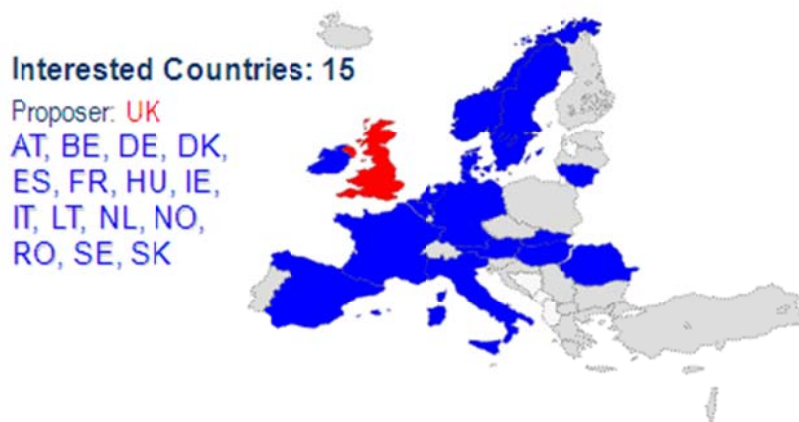 Interested Countries: 15
Proposer: UK
AT, BE, DE, DK,
ES, FR, HU, IE,
IT, LT, NL, NO,
RO, SE, SK